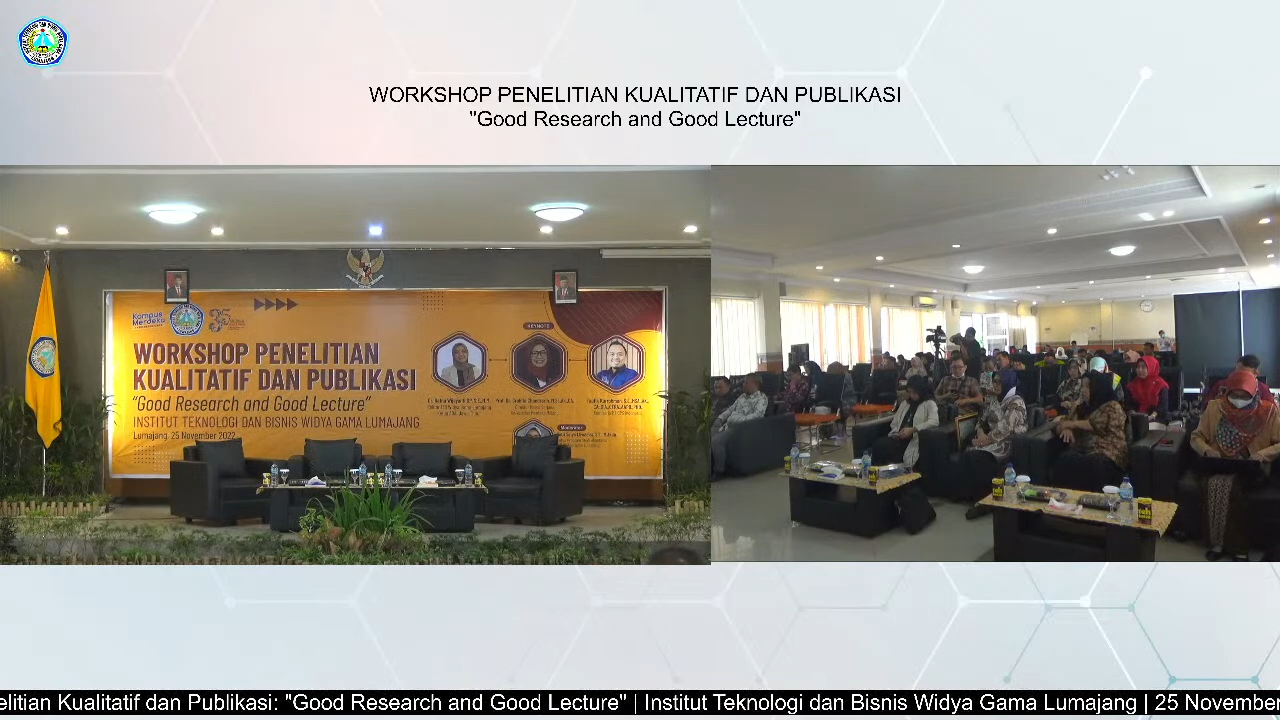 WORKSHOP PENELITIAN KUALITATIF DAN PUBLIKASI
"Good Research and Good Lecture"
Kampus
Merdeka
35
KEYNOTE
WORKSHOP PENELITIAN
KUALITATIF DAN PUBLIKASI
"Good Research and Good Lecture"
INSTITUT TEKNOLOGI DAN BISNIS WIDYA GAMA LUMAJANG
Lumajang, 25 November 2022
Moderator
elitian Kualitatif dan Publikasi: "Good Research and Good Lecture" | Institut Teknologi dan Bisnis Widya Gama Lumajang | 25 November